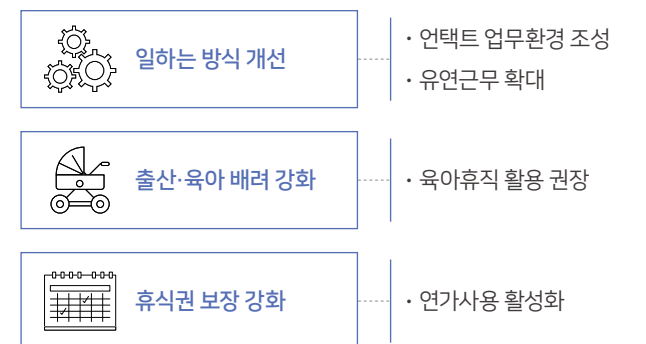 일하는 방식 개선
· 언택트 업무환경 조성
· 유연근무 확대
출산·육아 배려 강화
· 육아휴직 활용 권장
휴식권 보장 강화
· 연가사용 활성화